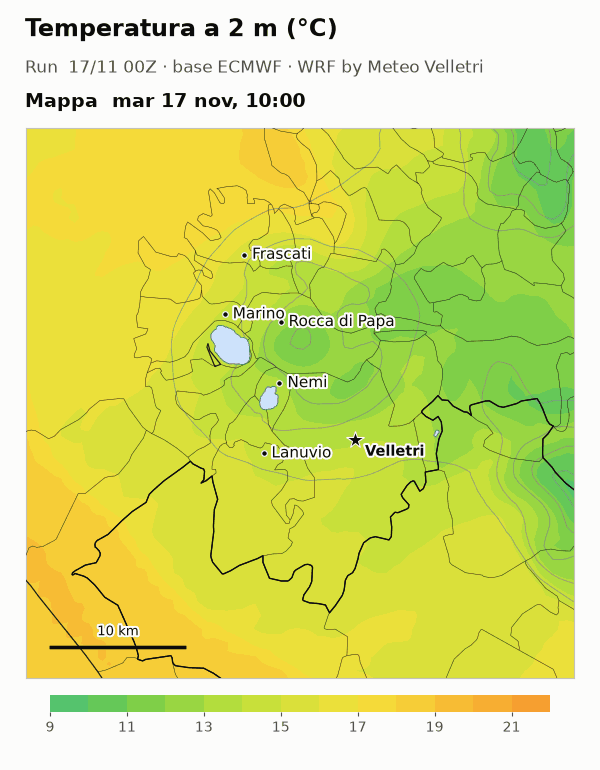 Temperatura a 2 m (°C)
Run  17/11 00Z · base ECMWF · WRF by Meteo Velletri
Mappa  mar 17 nov, 10:00
Frascati
Marino
Rocca di Papa
Nemi
Velletri
Lanuvio
10 km
9 11 13 15 17 19 21